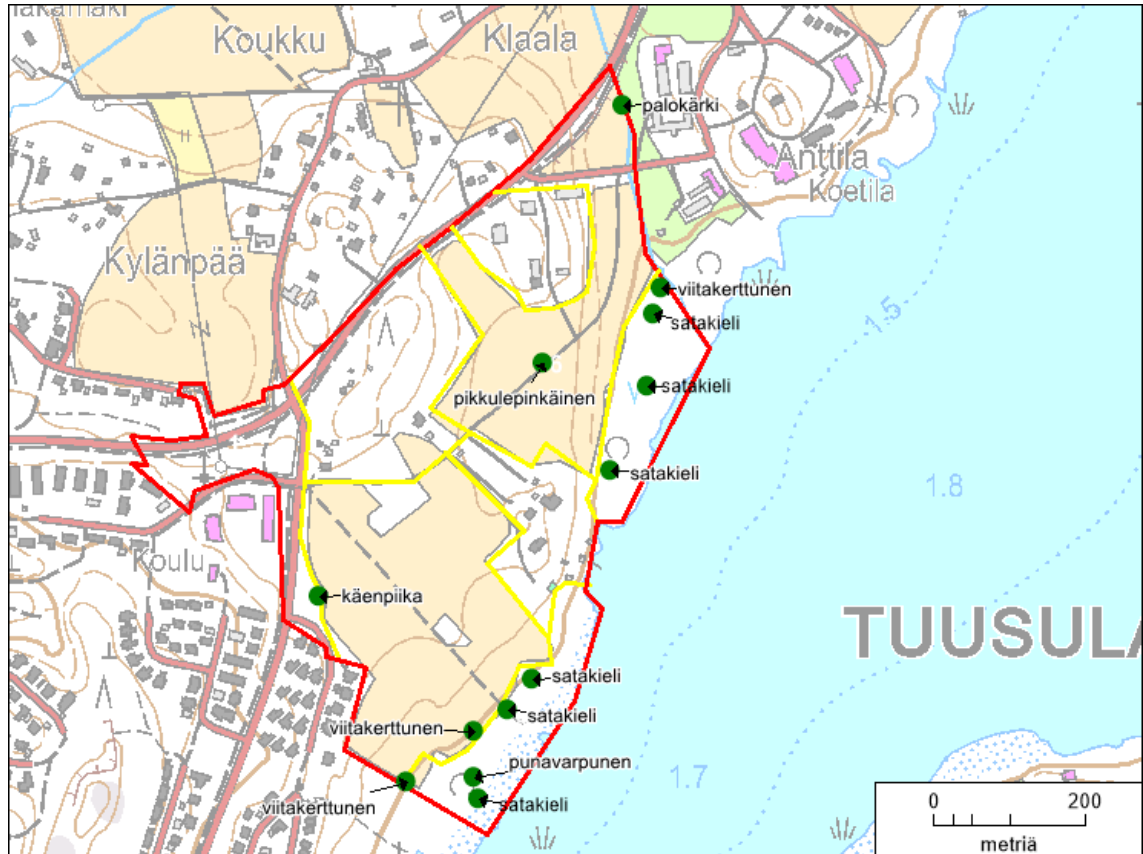 Koukku
Klaala
palokärki
Anttila
Koetila
Kylänpää
viitakerttunen
satakieli
1.5
pikkulepinkäinen
satakieli
satakieli
1.8
Koulu
käenpiika
TUUSULA
satakieli
satakieli
viitakerttunen
punavarpunen
1.7
viitakerttunen
satakieli
0 200
metriä